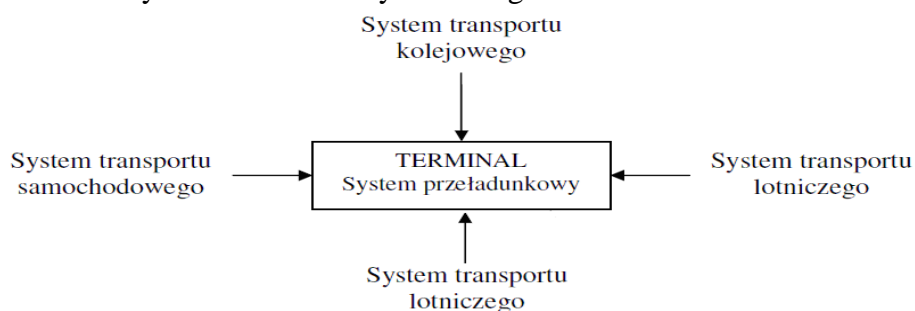 System transportu
kolejowego
System transportu
samochodowego
TERMINAL
System przeładunkowy
System transportu
lotniczego
System transportu
lotniczego